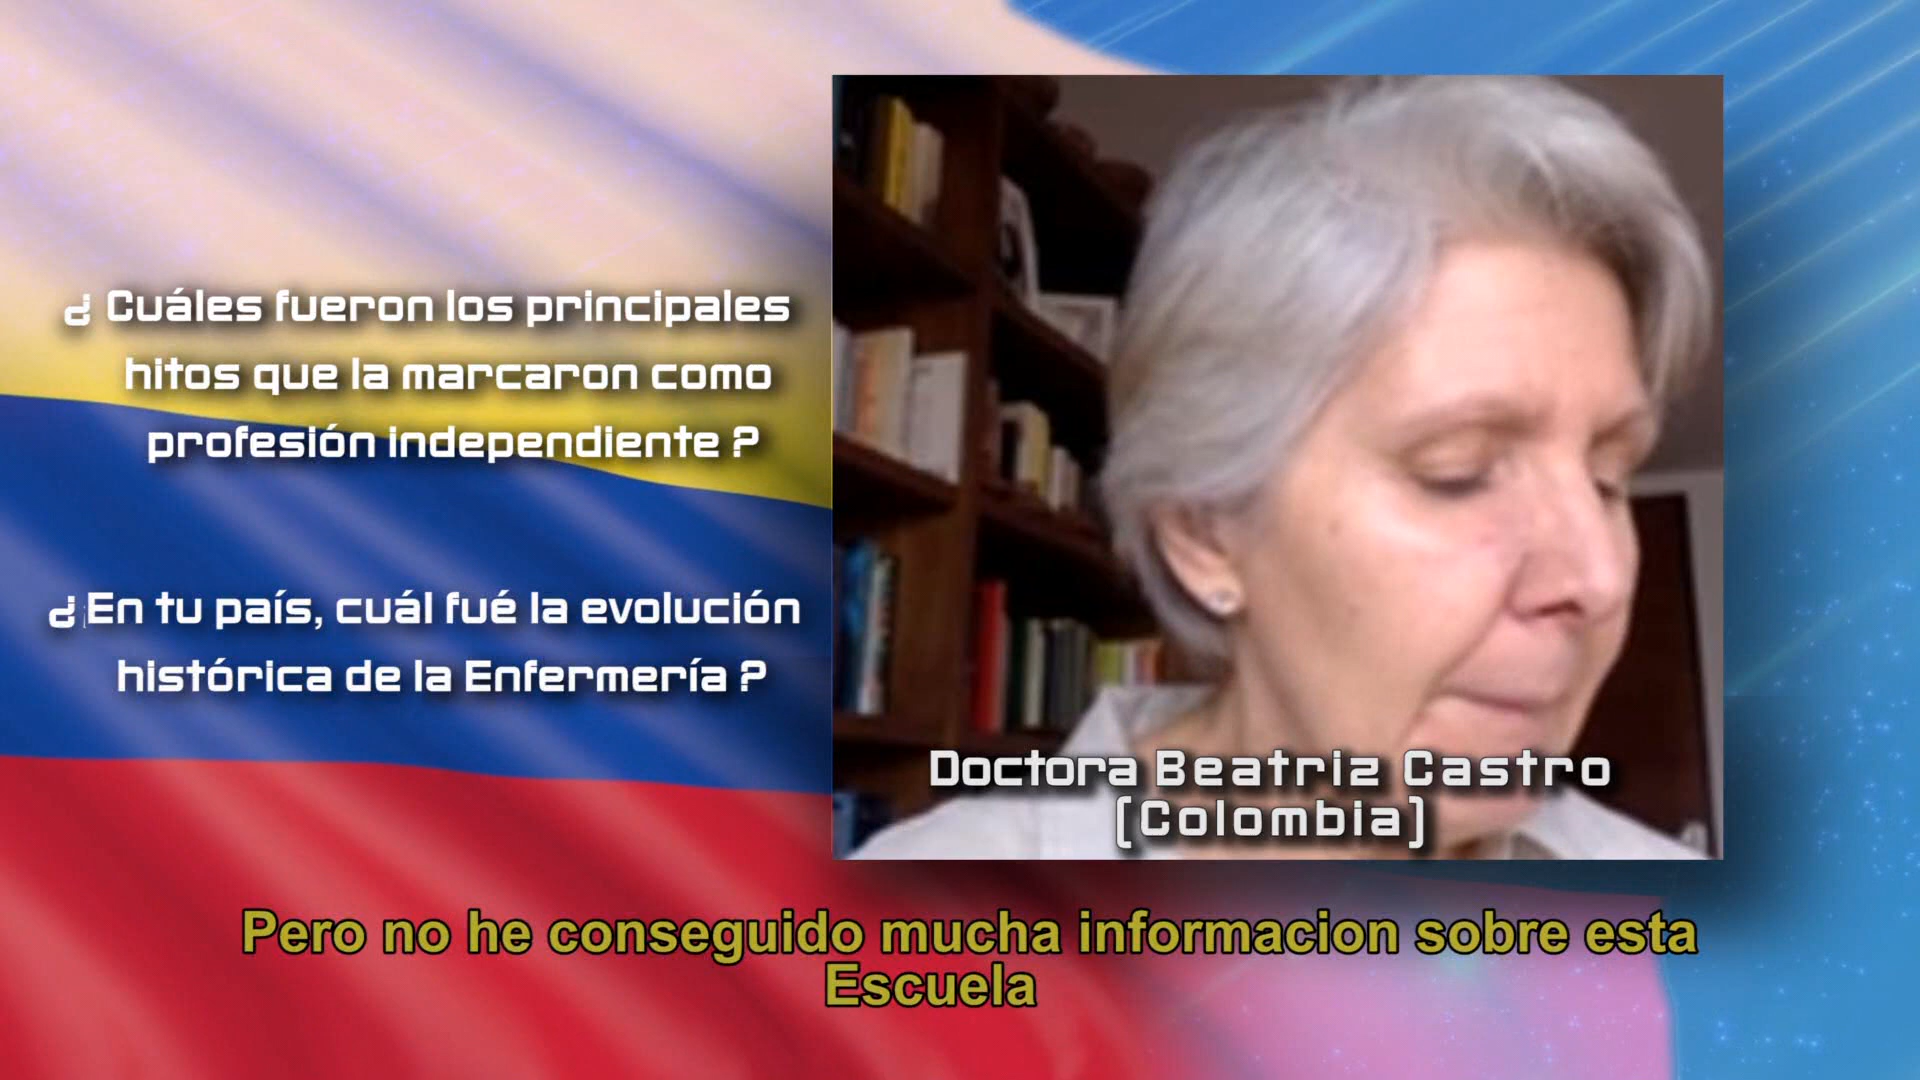 ¿ Cuáles fueron los principales
hitos que la marcaron como
profesión independiente ?
¿ En tu país, cuál fué la evolución
histórica de la Enfermería ?
Doctora Beatriz Castro
(Colombia)
Pero no he conseguido mucha informacion sobre esta
Escuela